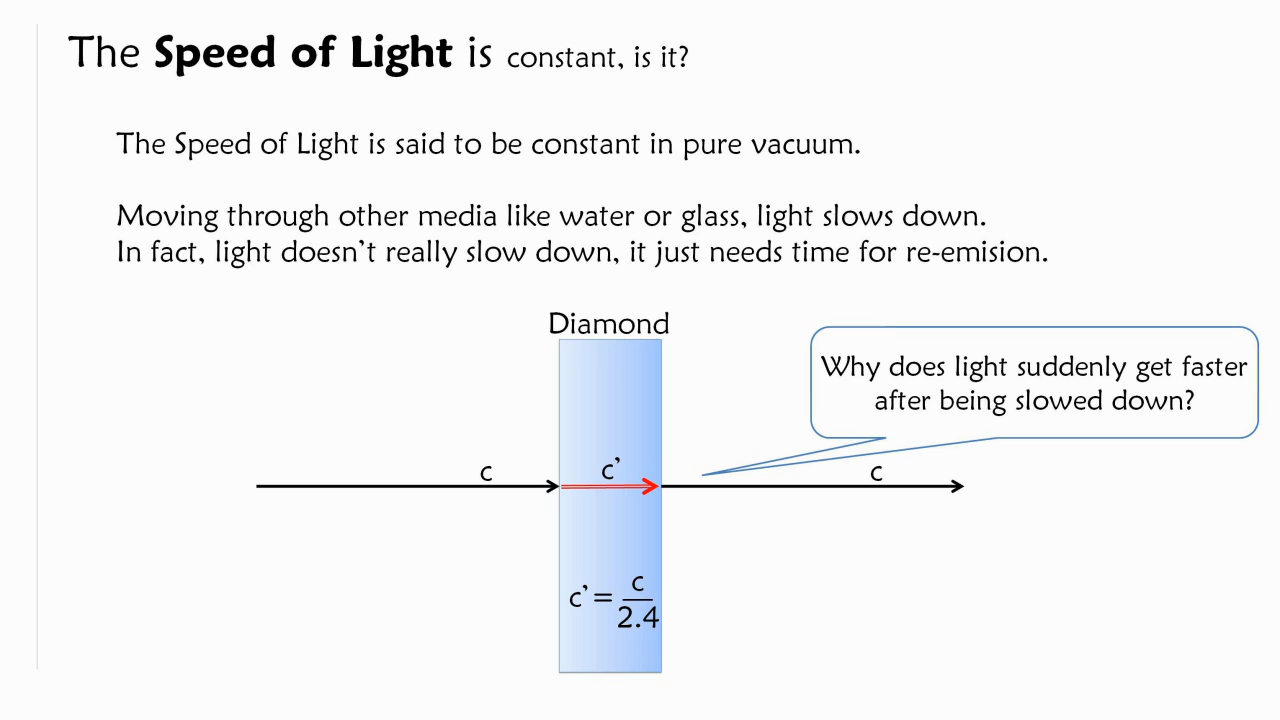 The Speed of Light is constant, is it?
The Speed of Light is said to be constant in pure vacuum.
Moving through other media like water or glass, light slows down.
In fact, light doesn't really slow down, it just needs time for re-emision.
Diamond
Why does light suddenly get faster
after being slowed down?
c
c’
c
c’ = c
2.4